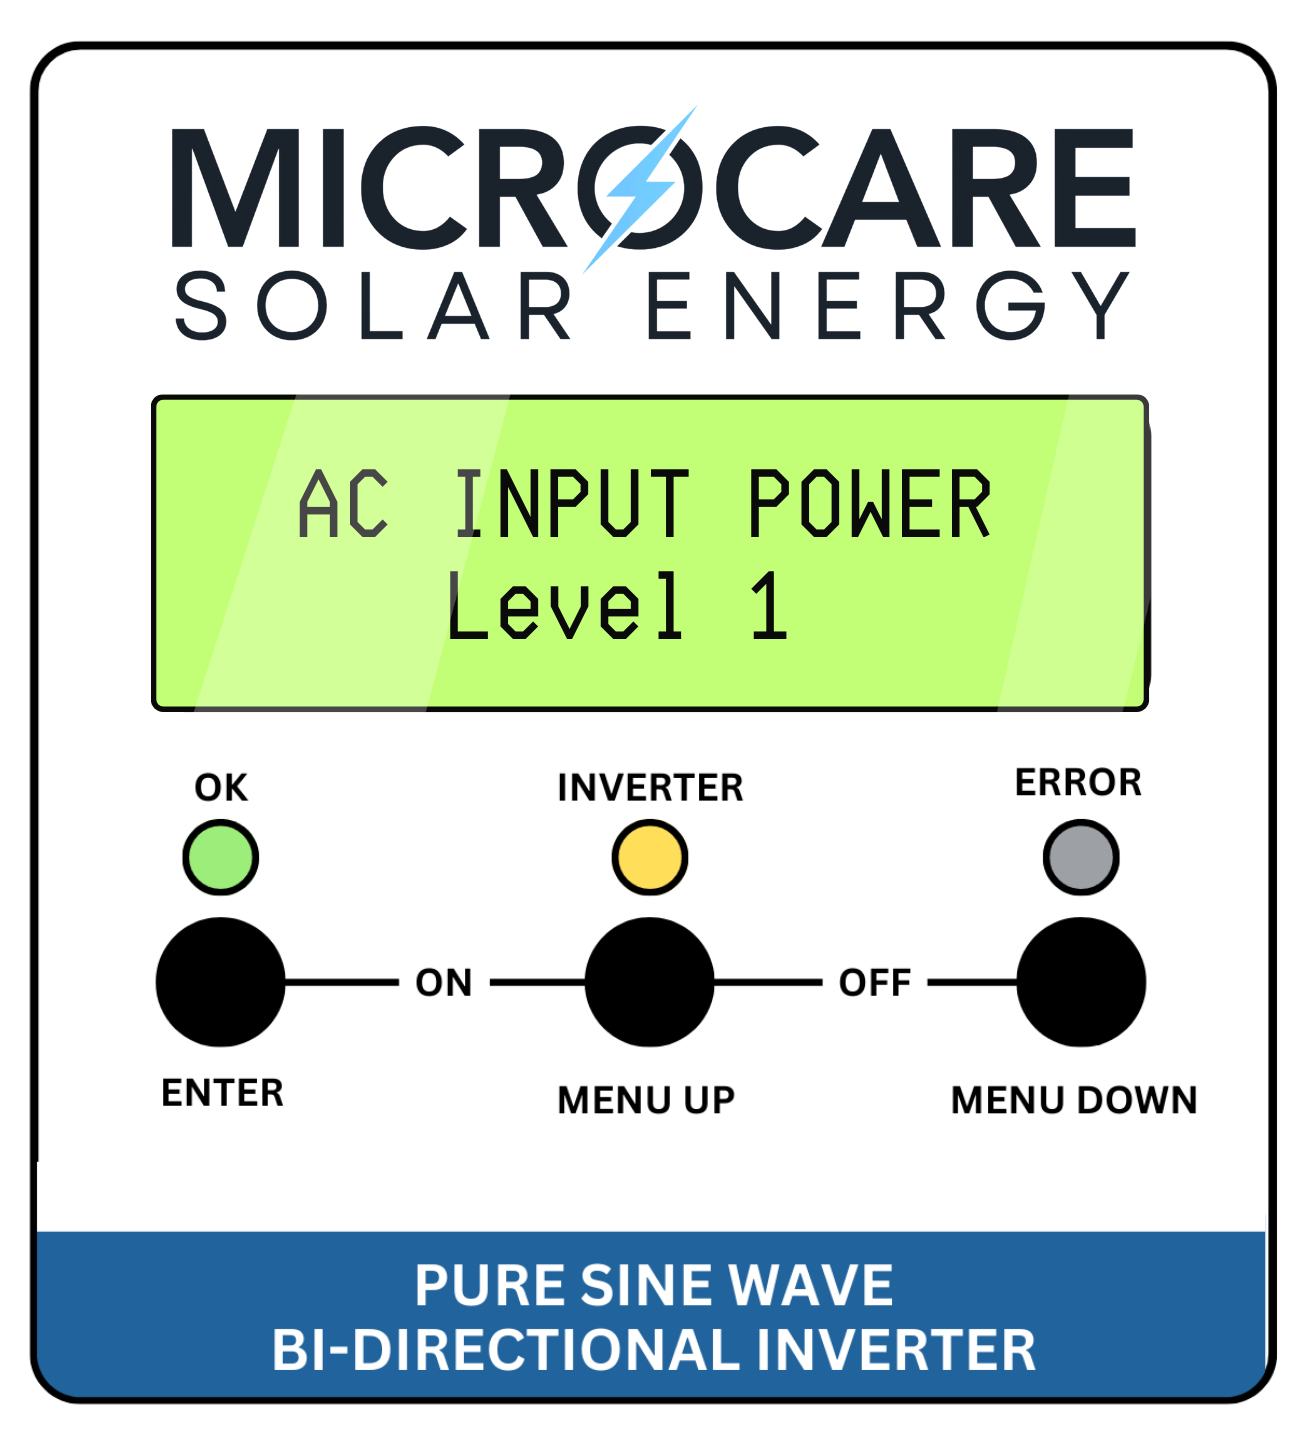 MICROCARE
SOLAR ENERGY
AC INPUT POWER
Level 1
OK INVERTER ERROR
ON OFF
ENTER MENU UP MENU DOWN
PURE SINE WAVE
BI-DIRECTIONAL INVERTER